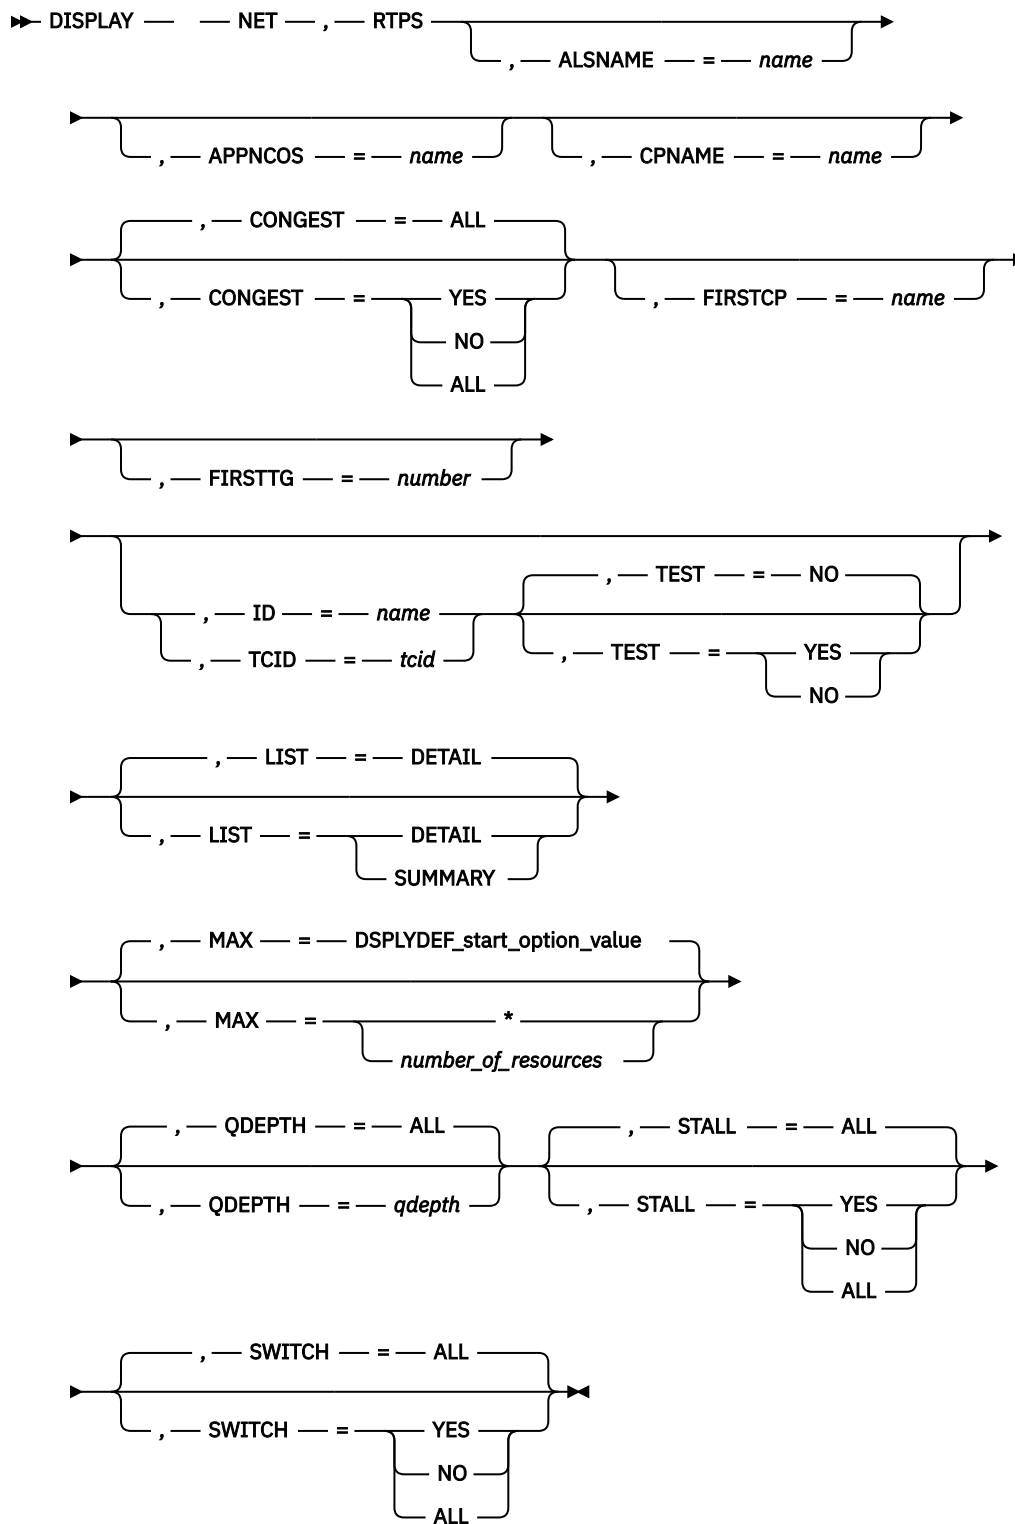 DISPLAY NET , RTPS
, ALSNAME = name
, APPNCOS = name , CPNAME = name
, CONGEST = ALL
, CONGEST = YES , FIRSTCP = name
NO
ALL
, FIRSTTG = number
, TEST = NO
, ID = name
, TCID = tcid , TEST = YES
NO
, LIST = DETAIL
, LIST = DETAIL
SUMMARY
, MAX = DSPLYDEF_start_option_value
, MAX = *
number_of_resources
, QDEPTH = ALL , STALL = ALL
, QDEPTH = qdepth , STALL = YES
NO
ALL
, SWITCH = ALL
, SWITCH = YES
NO
ALL